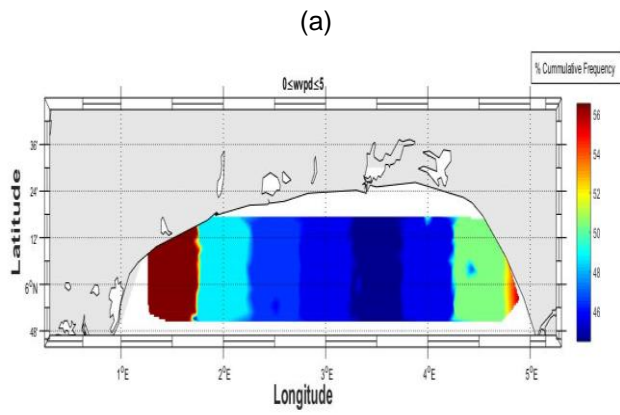 (a)
% Cummulative Frequency
0≤wvpd≤5
56
36'
54
24'
Latitude
52
12'
50
6°N
48
46
48'
1°E 2°E 3°E 4°E 5°E
Longitude